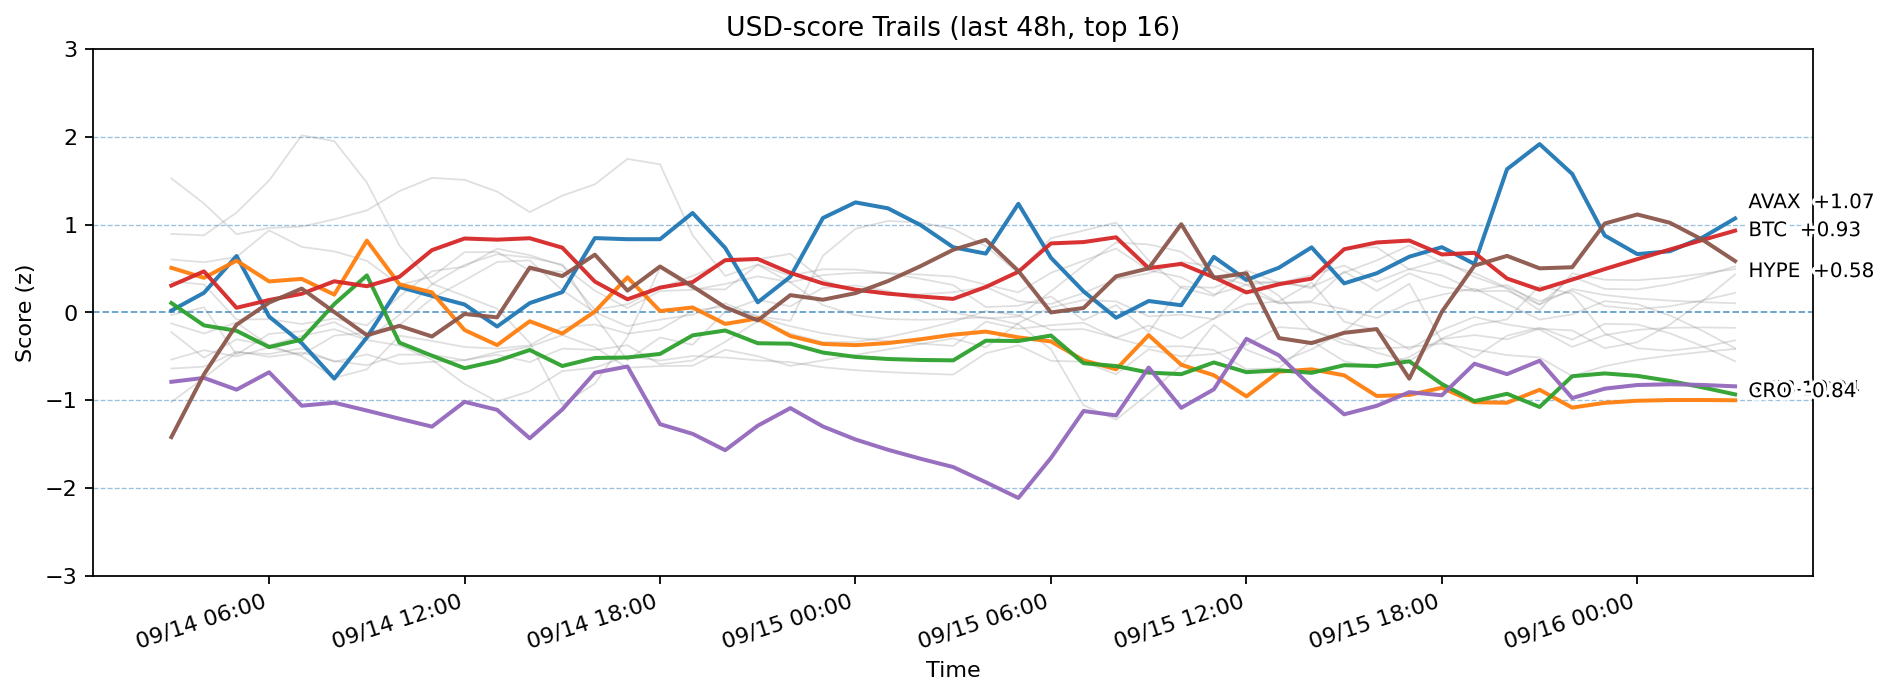 USD-score Trails (last 48h, top 16)
3
2
1
0
−1
−2
−3
Score (z)
AVAX +1.07
BTC +0.93
HYPE +0.58
CRO -0.84
09/14 06:00
09/14 12:00
09/14 18:00
09/15 00:00
09/15 06:00
09/15 12:00
09/15 18:00
09/16 00:00
Time